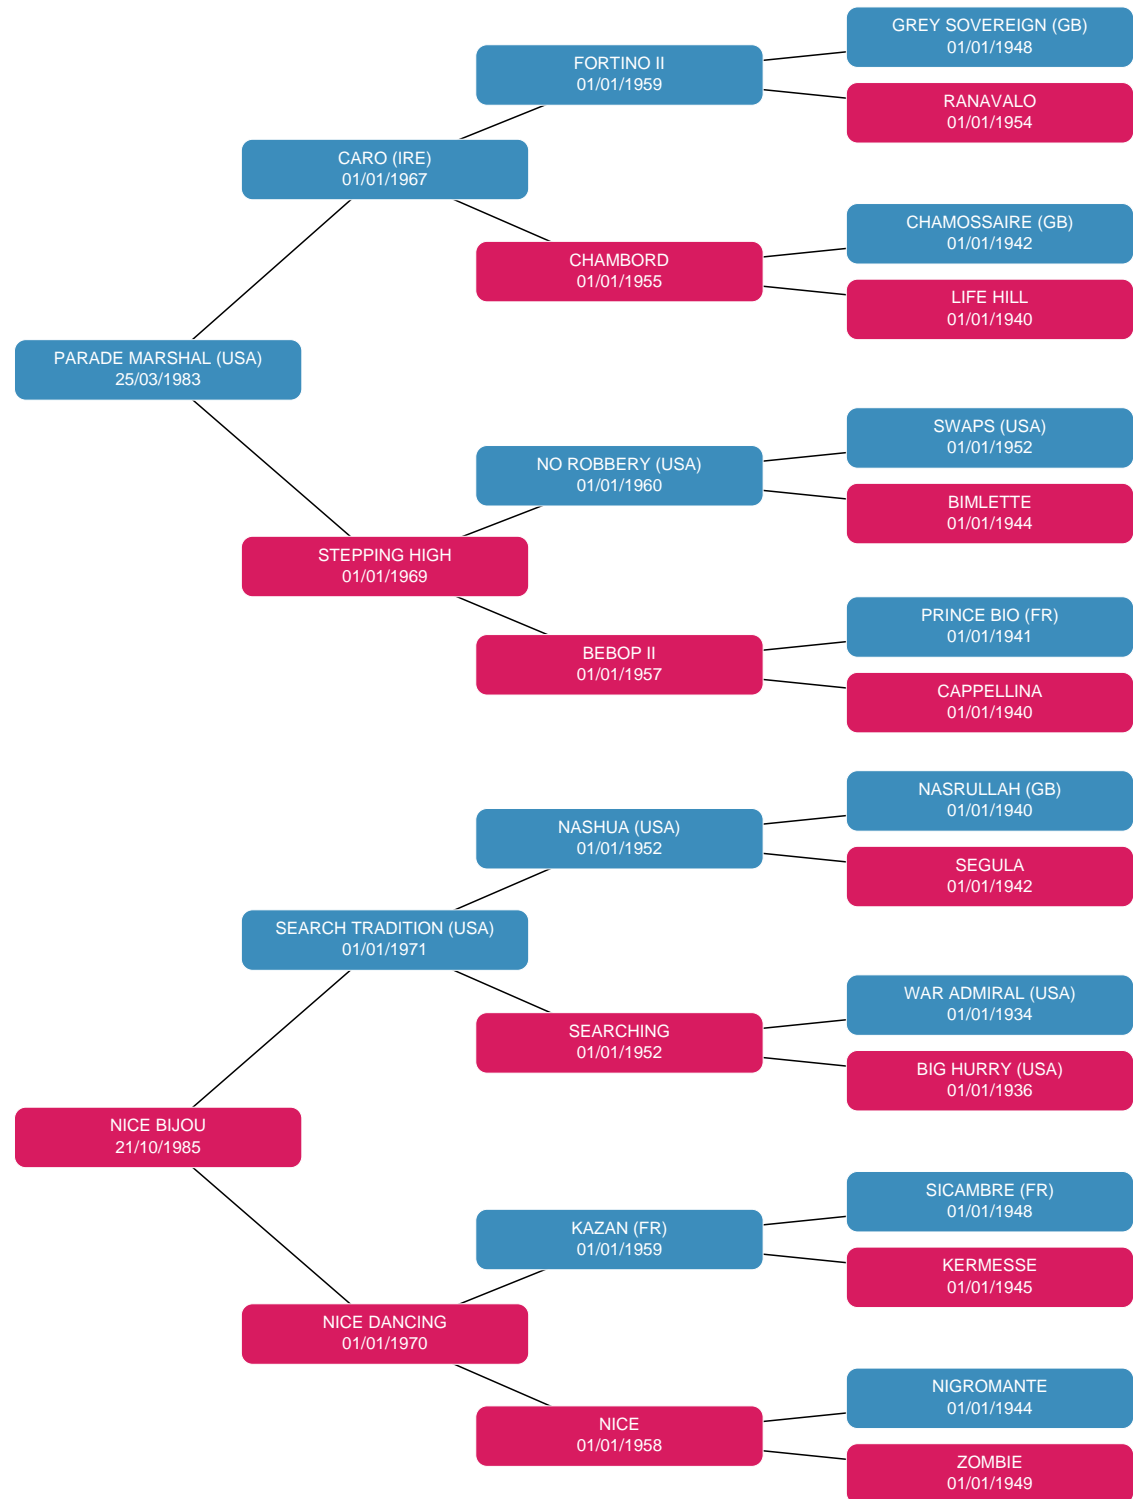 GREY SOVEREIGN (GB)
01/01/1948
FORTINO II
01/01/1959
RANAVALO
01/01/1954
CARO (IRE)
01/01/1967
CHAMOSSAIRE (GB)
01/01/1942
CHAMBORD
01/01/1955
LIFE HILL
01/01/1940
PARADE MARSHAL (USA)
25/03/1983
SWAPS (USA)
01/01/1952
NO ROBBERY (USA)
01/01/1960
BIMLETTE
01/01/1944
STEPPING HIGH
01/01/1969
PRINCE BIO (FR)
01/01/1941
BEBOP II
01/01/1957
CAPPELLINA
01/01/1940
NASRULLAH (GB)
01/01/1940
NASHUA (USA)
01/01/1952
SEGULA
01/01/1942
SEARCH TRADITION (USA)
01/01/1971
WAR ADMIRAL (USA)
01/01/1934
SEARCHING
01/01/1952
BIG HURRY (USA)
01/01/1936
NICE BIJOU
21/10/1985
SICAMBRE (FR)
01/01/1948
KAZAN (FR)
01/01/1959
KERMESSE
01/01/1945
NICE DANCING
01/01/1970
NIGROMANTE
01/01/1944
NICE
01/01/1958
ZOMBIE
01/01/1949